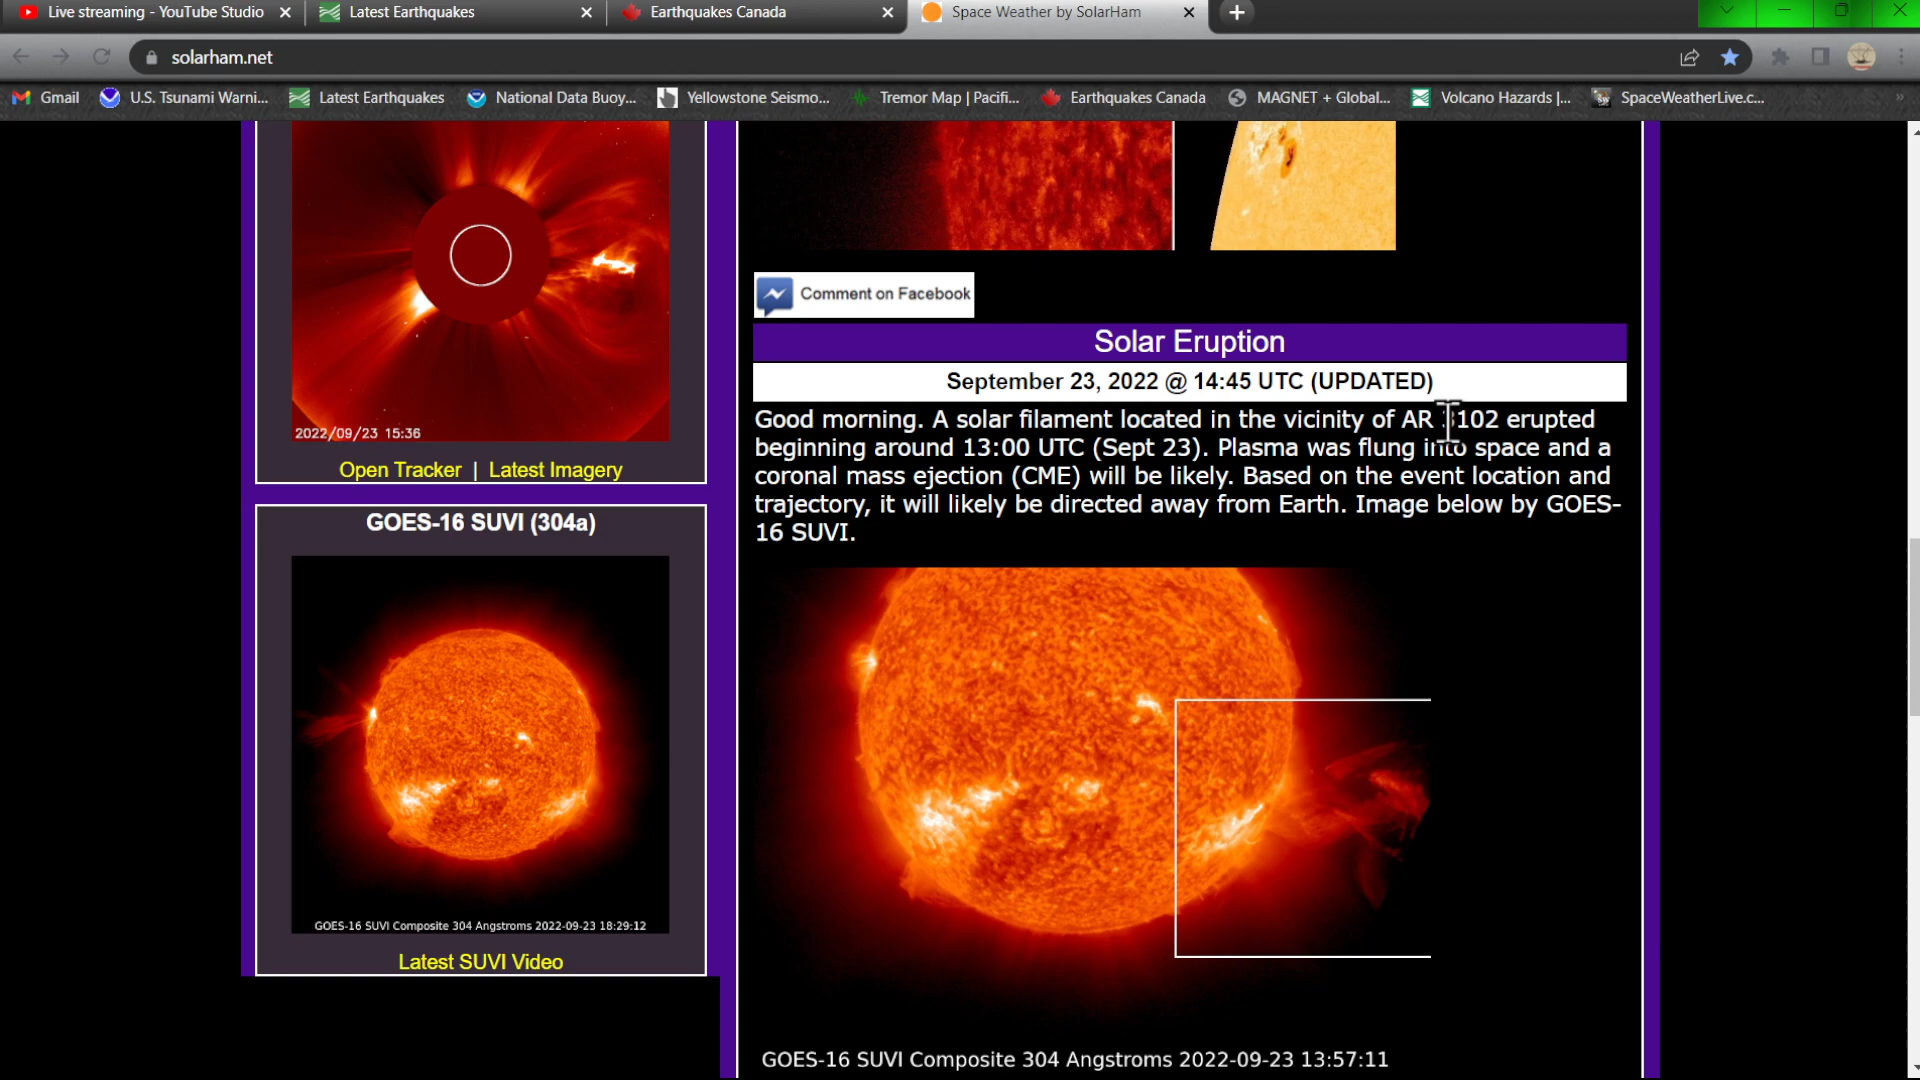 Live streaming - YouTube Studio
Latest Earthquakes
Earthquakes Canada
Space Weather by SolarHam
solarham.net
Gmail
U.S. Tsunami Warni...
Latest Earthquakes
National Data Buoy...
Yellowstone Seismo...
Tremor Map | Pacifi...
Earthquakes Canada
MAGNET + Global...
Volcano Hazards |...
SpaceWeatherLive.c...
2022/09/23 15:36
Open Tracker | Latest Imagery
GOES-16 SUVI (304a)
GOES-16 SUVI Composite 304 Angstroms 2022-09-23 18:29:12
Latest SUVI Video
Comment on Facebook
Solar Eruption
September 23, 2022 @ 14:45 UTC (UPDATED)
Good morning. A solar filament located in the vicinity of AR 3102 erupted
beginning around 13:00 UTC (Sept 23). Plasma was flung into space and a
coronal mass ejection (CME) will be likely. Based on the event location and
trajectory, it will likely be directed away from Earth. Image below by GOES-
16 SUVI.
GOES-16 SUVI Composite 304 Angstroms 2022-09-23 13:57:11